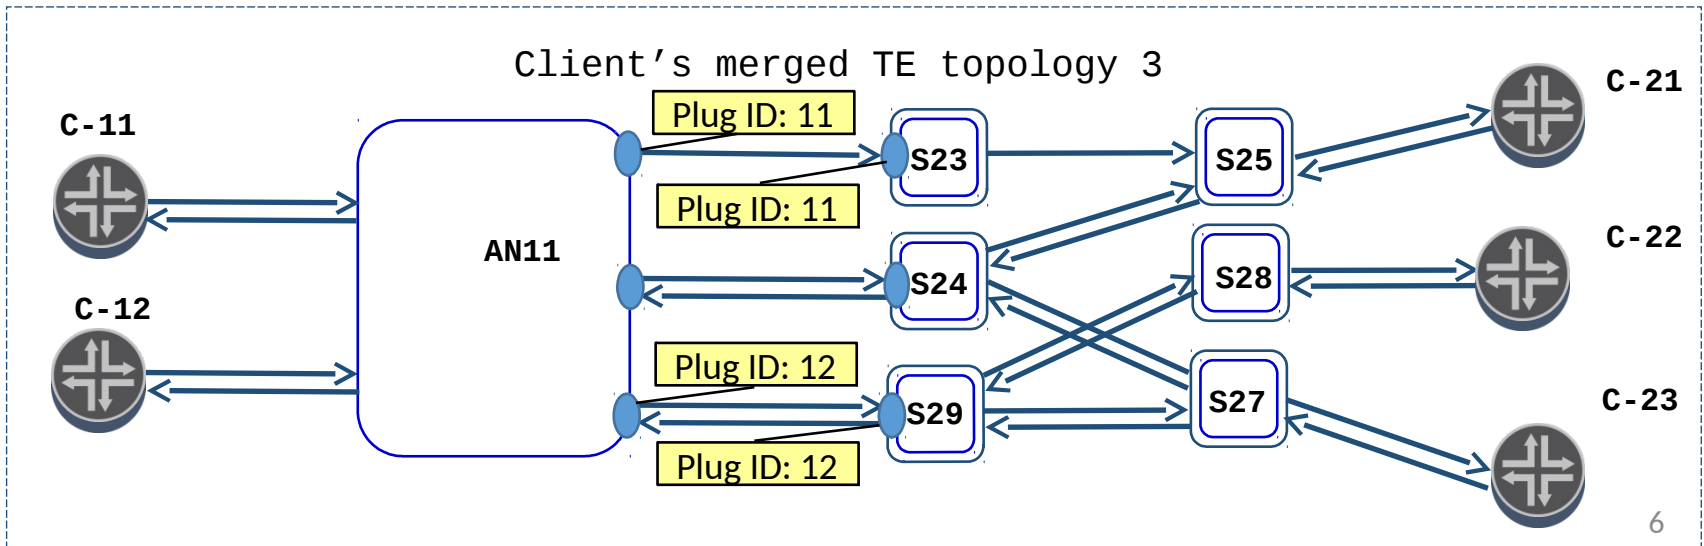 Client’s merged TE topology 3
C-11
Plug ID: 11
C-21
S23
S25
Plug ID: 11
C-22
AN11
S24
S28
C-12
Plug ID: 12
S29
S27
C-23
Plug ID: 12
6